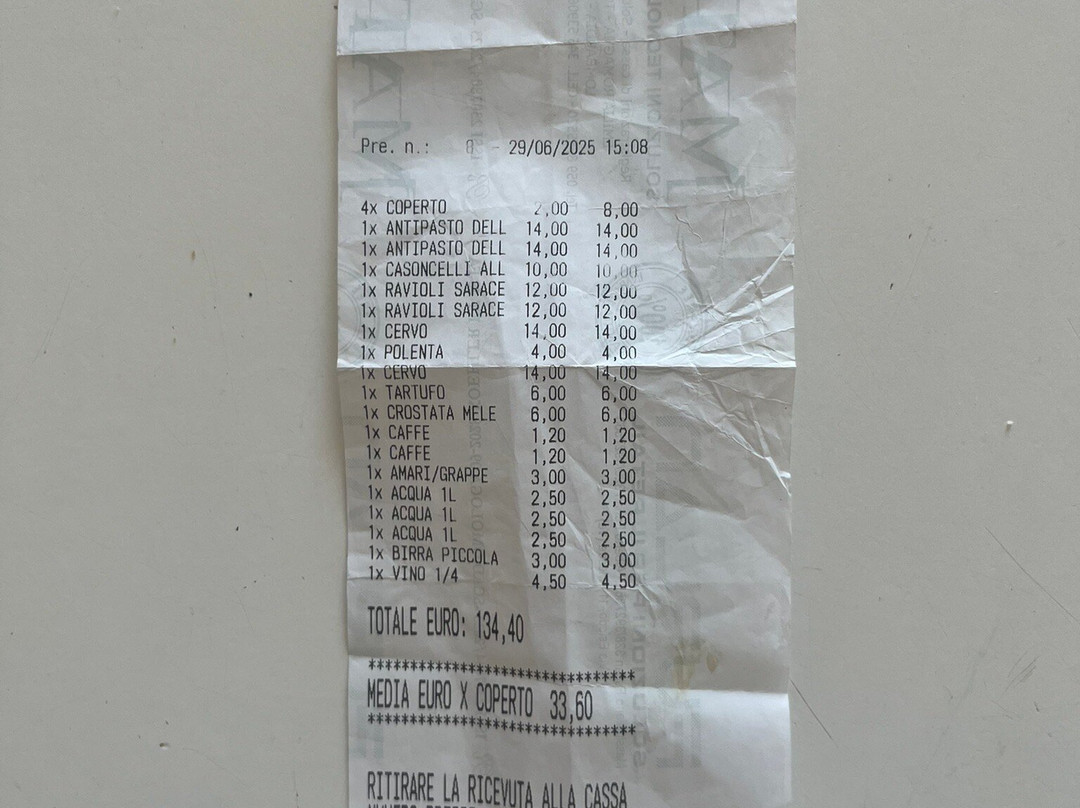 Pre. n.: 8 - 29/06/2025 15:08
4x COPERTO 2,00 8,00
1x ANTIPASTO DELL 14,00 14,00
1x ANTIPASTO DELL 14,00 14,00
1x CASONCELLI ALL 10,00 10,00
1x RAVIOLI SARACE 12,00 12,00
1x RAVIOLI SARACE 12,00 12,00
1x CERVO 14,00 14,00
1x POLENTA 4,00 4,00
1x CERVO 14,00 14,00
1x TARTUFO 6,00 6,00
1x CROSTATA MELE 6,00 6,00
1x CAFFE 1,20 1,20
1x CAFFE 1,20 1,20
1x AMARI/GRAPPE 3,00 3,00
1x ACQUA 1L 2,50 2,50
1x ACQUA 1L 2,50 2,50
1x ACQUA 1L 2,50 2,50
1x BIRRA PICCOLA 3,00 3,00
1x VINO 1/4 4,50 4,50
TOTALE EURO: 134,40
**********************************
MEDIA EURO X COPERTO 33,60
**********************************
RITIRARE LA RICEVUTA ALLA CASSA